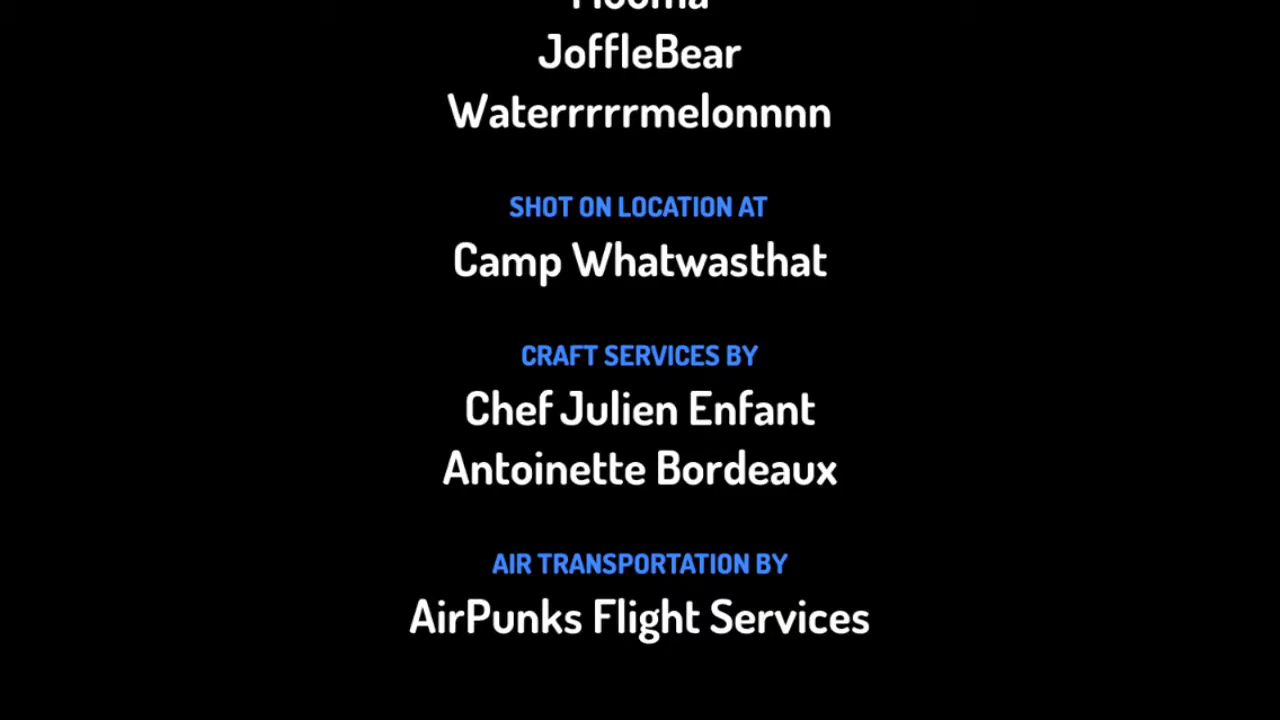 JoffleBear
Waterrrrrmelonnnn
SHOT ON LOCATION AT
Camp Whatwasthat
CRAFT SERVICES BY
Chef Julien Enfant
Antoinette Bordeaux
AIR TRANSPORTATION BY
AirPunks Flight Services